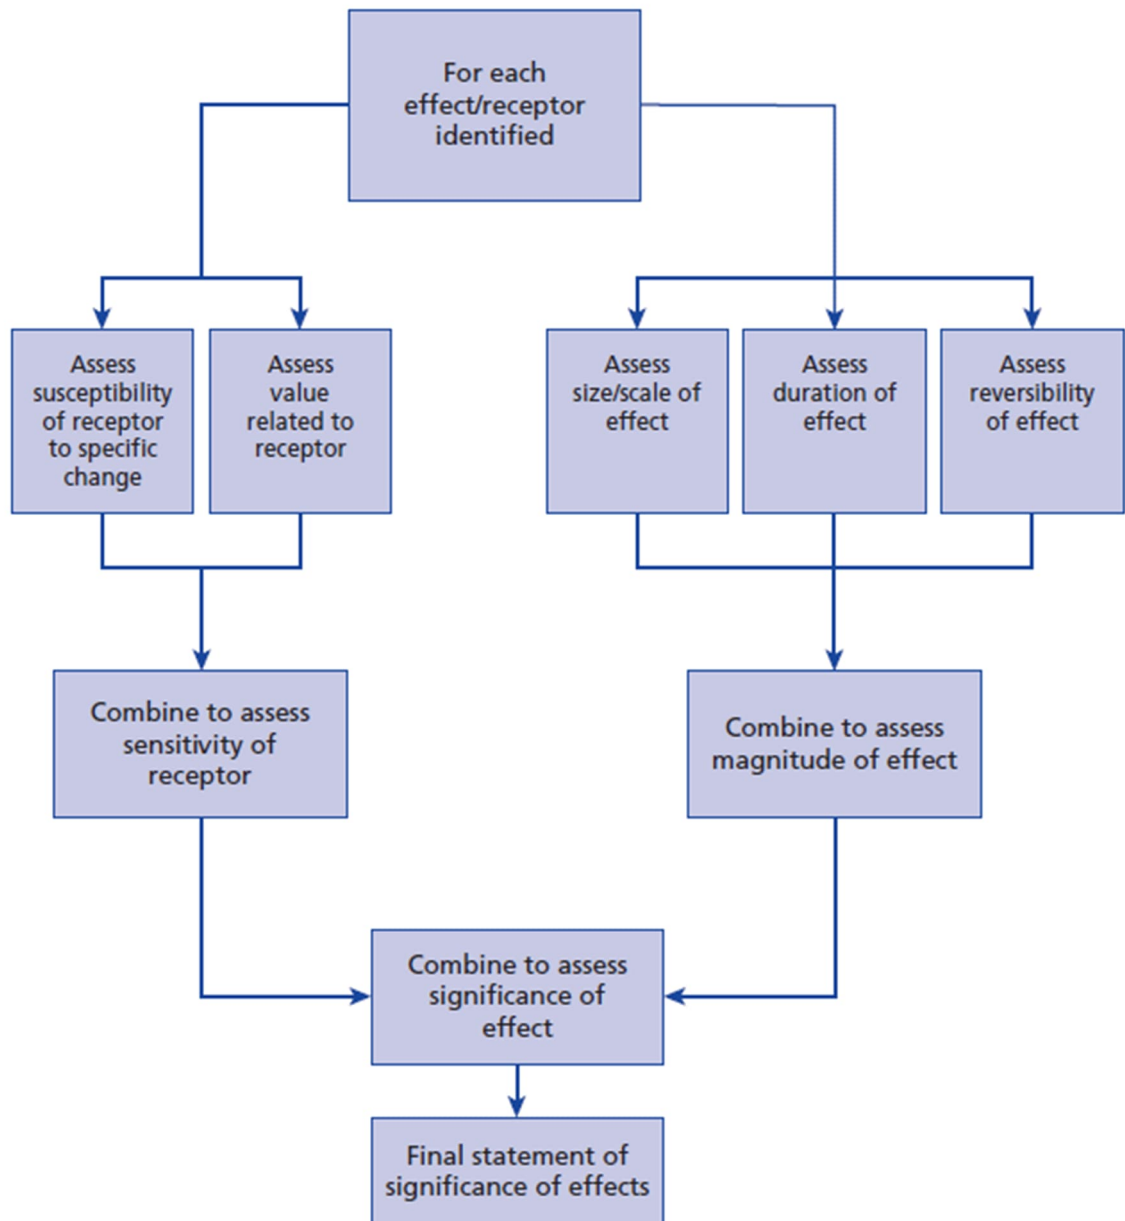 For each
effect/receptor
identified
Assess
susceptibility
of receptor
to specific
change
Assess
value
related to
receptor
Assess
size/scale of
effect
Assess
duration of
effect
Assess
reversibility
of effect
Combine to assess
sensitivity of
receptor
Combine to assess
magnitude of effect
Combine to assess
significance of
effect
Final statement of
significance of effects